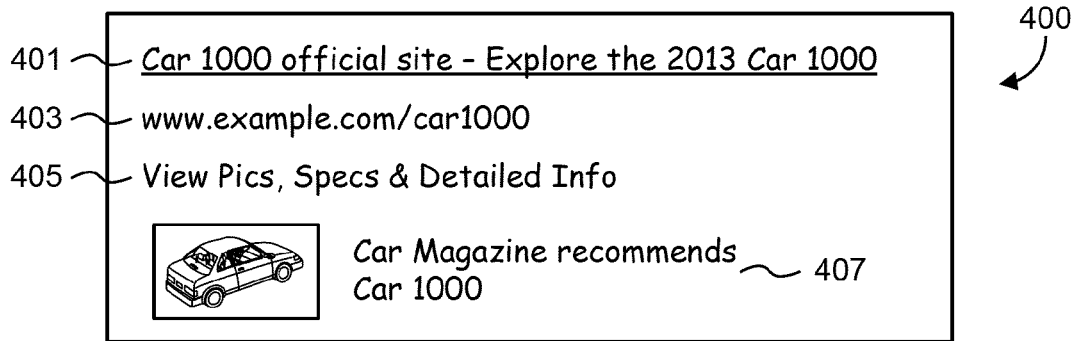 400
401 Car 1000 official site - Explore the 2013 Car 1000
403 www.example.com/car1000
405 View Pics, Specs & Detailed Info
Car Magazine recommends
Car 1000
407